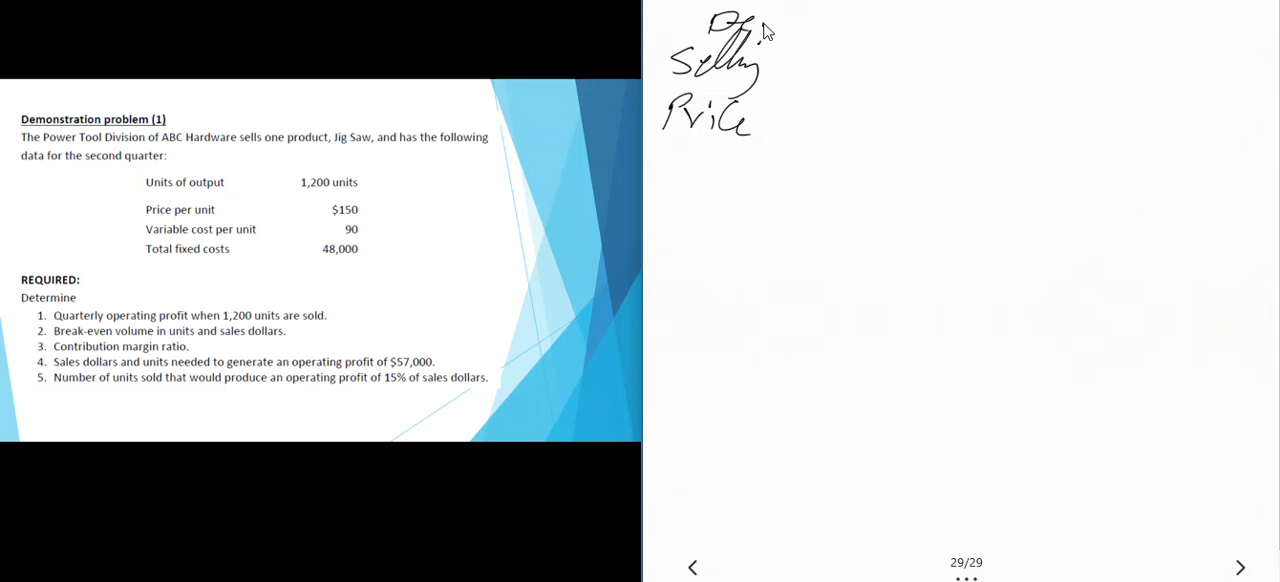 Demonstration problem (1)
The Power Tool Division of ABC Hardware sells one product, Jig Saw, and has the following
data for the second quarter:
Units of output 1,200 units
Price per unit $150
Variable cost per unit 90
Total fixed costs 48,000
REQUIRED:
Determine
1. Quarterly operating profit when 1,200 units are sold.
2. Break-even volume in units and sales dollars.
3. Contribution margin ratio.
4. Sales dollars and units needed to generate an operating profit of $57,000.
5. Number of units sold that would produce an operating profit of 15% of sales dollars.
Selling
Price
29/29